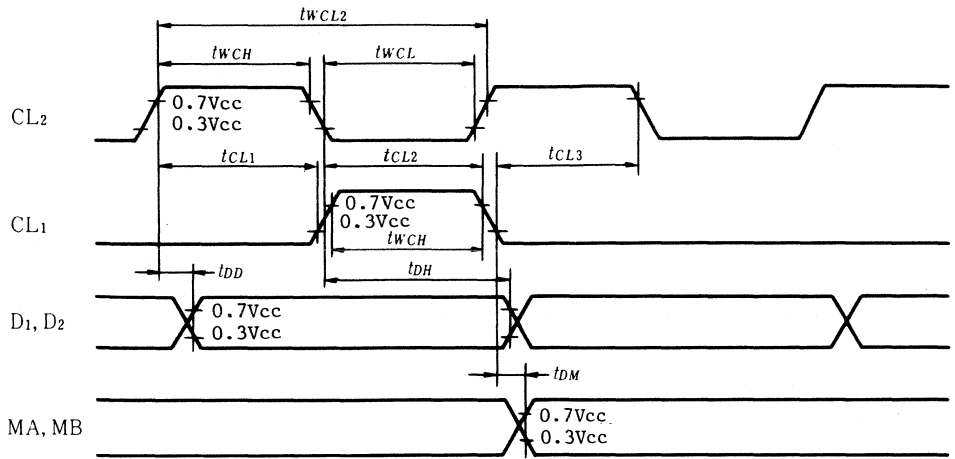 tWCL2
tWCH tWCL
CL2 0.7Vcc
0.3Vcc
tCL1 tCL2 tCL3
CL1 0.7Vcc
0.3Vcc
tWCH
tDD tDH
D1, D2 0.7Vcc
0.3Vcc
tDM
MA, MB 0.7Vcc
0.3Vcc